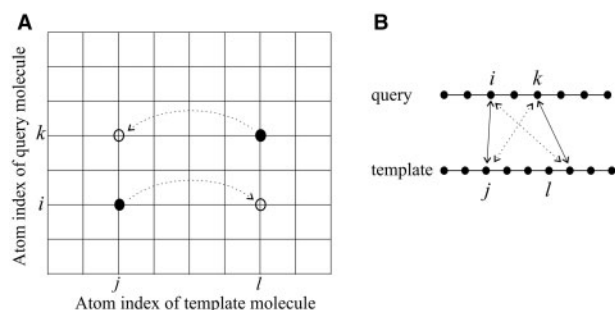 A
Atom index of query molecule
k
i
j
l
Atom index of template molecule
B
i
k
query
template
j
l